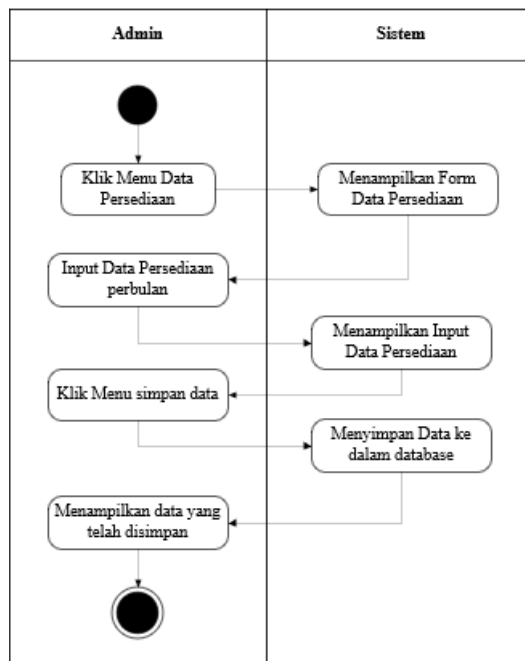 Admin
Sistem
Klik Menu Data
Persediaan
Menampilkan Form
Data Persediaan
Input Data Persediaan
perbulan
Menampilkan Input
Data Persediaan
Klik Menu simpan data
Menyimpan Data ke
dalam database
Menampilkan data yang
telah disimpan